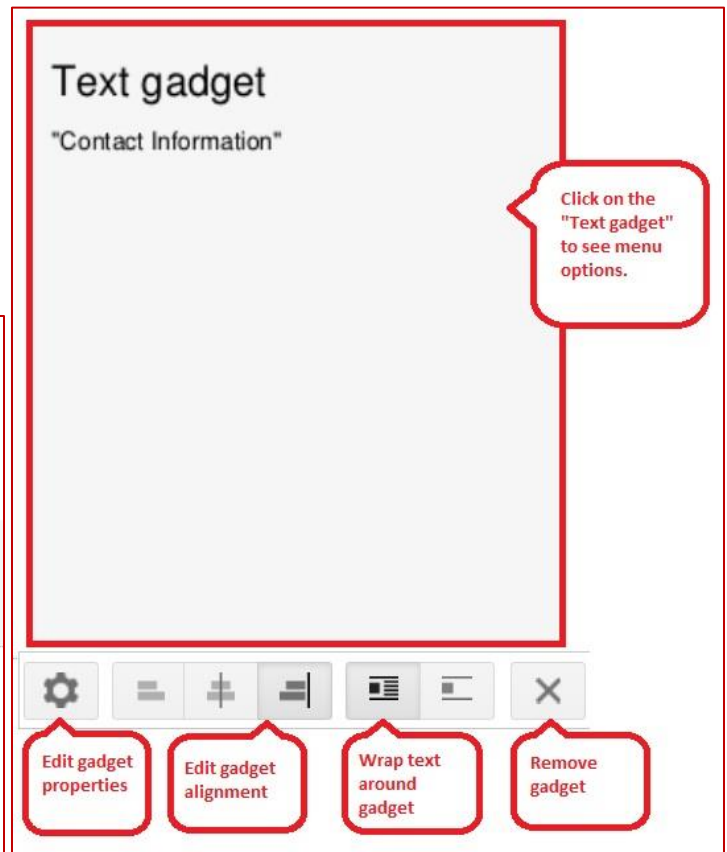 Text gadget
"Contact Information"
Click on the
"Text gadget"
to see menu
options.
Edit gadget
properties
Edit gadget
alignment
Wrap text
around
gadget
Remove
gadget